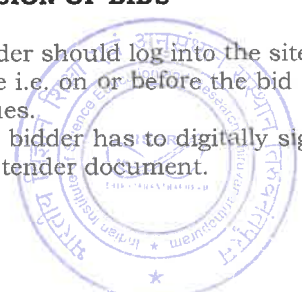 SION OF BIDS
der should log into the site
e i.e. on or before the bid
ues.
bidder has to digitally sig
tender document.